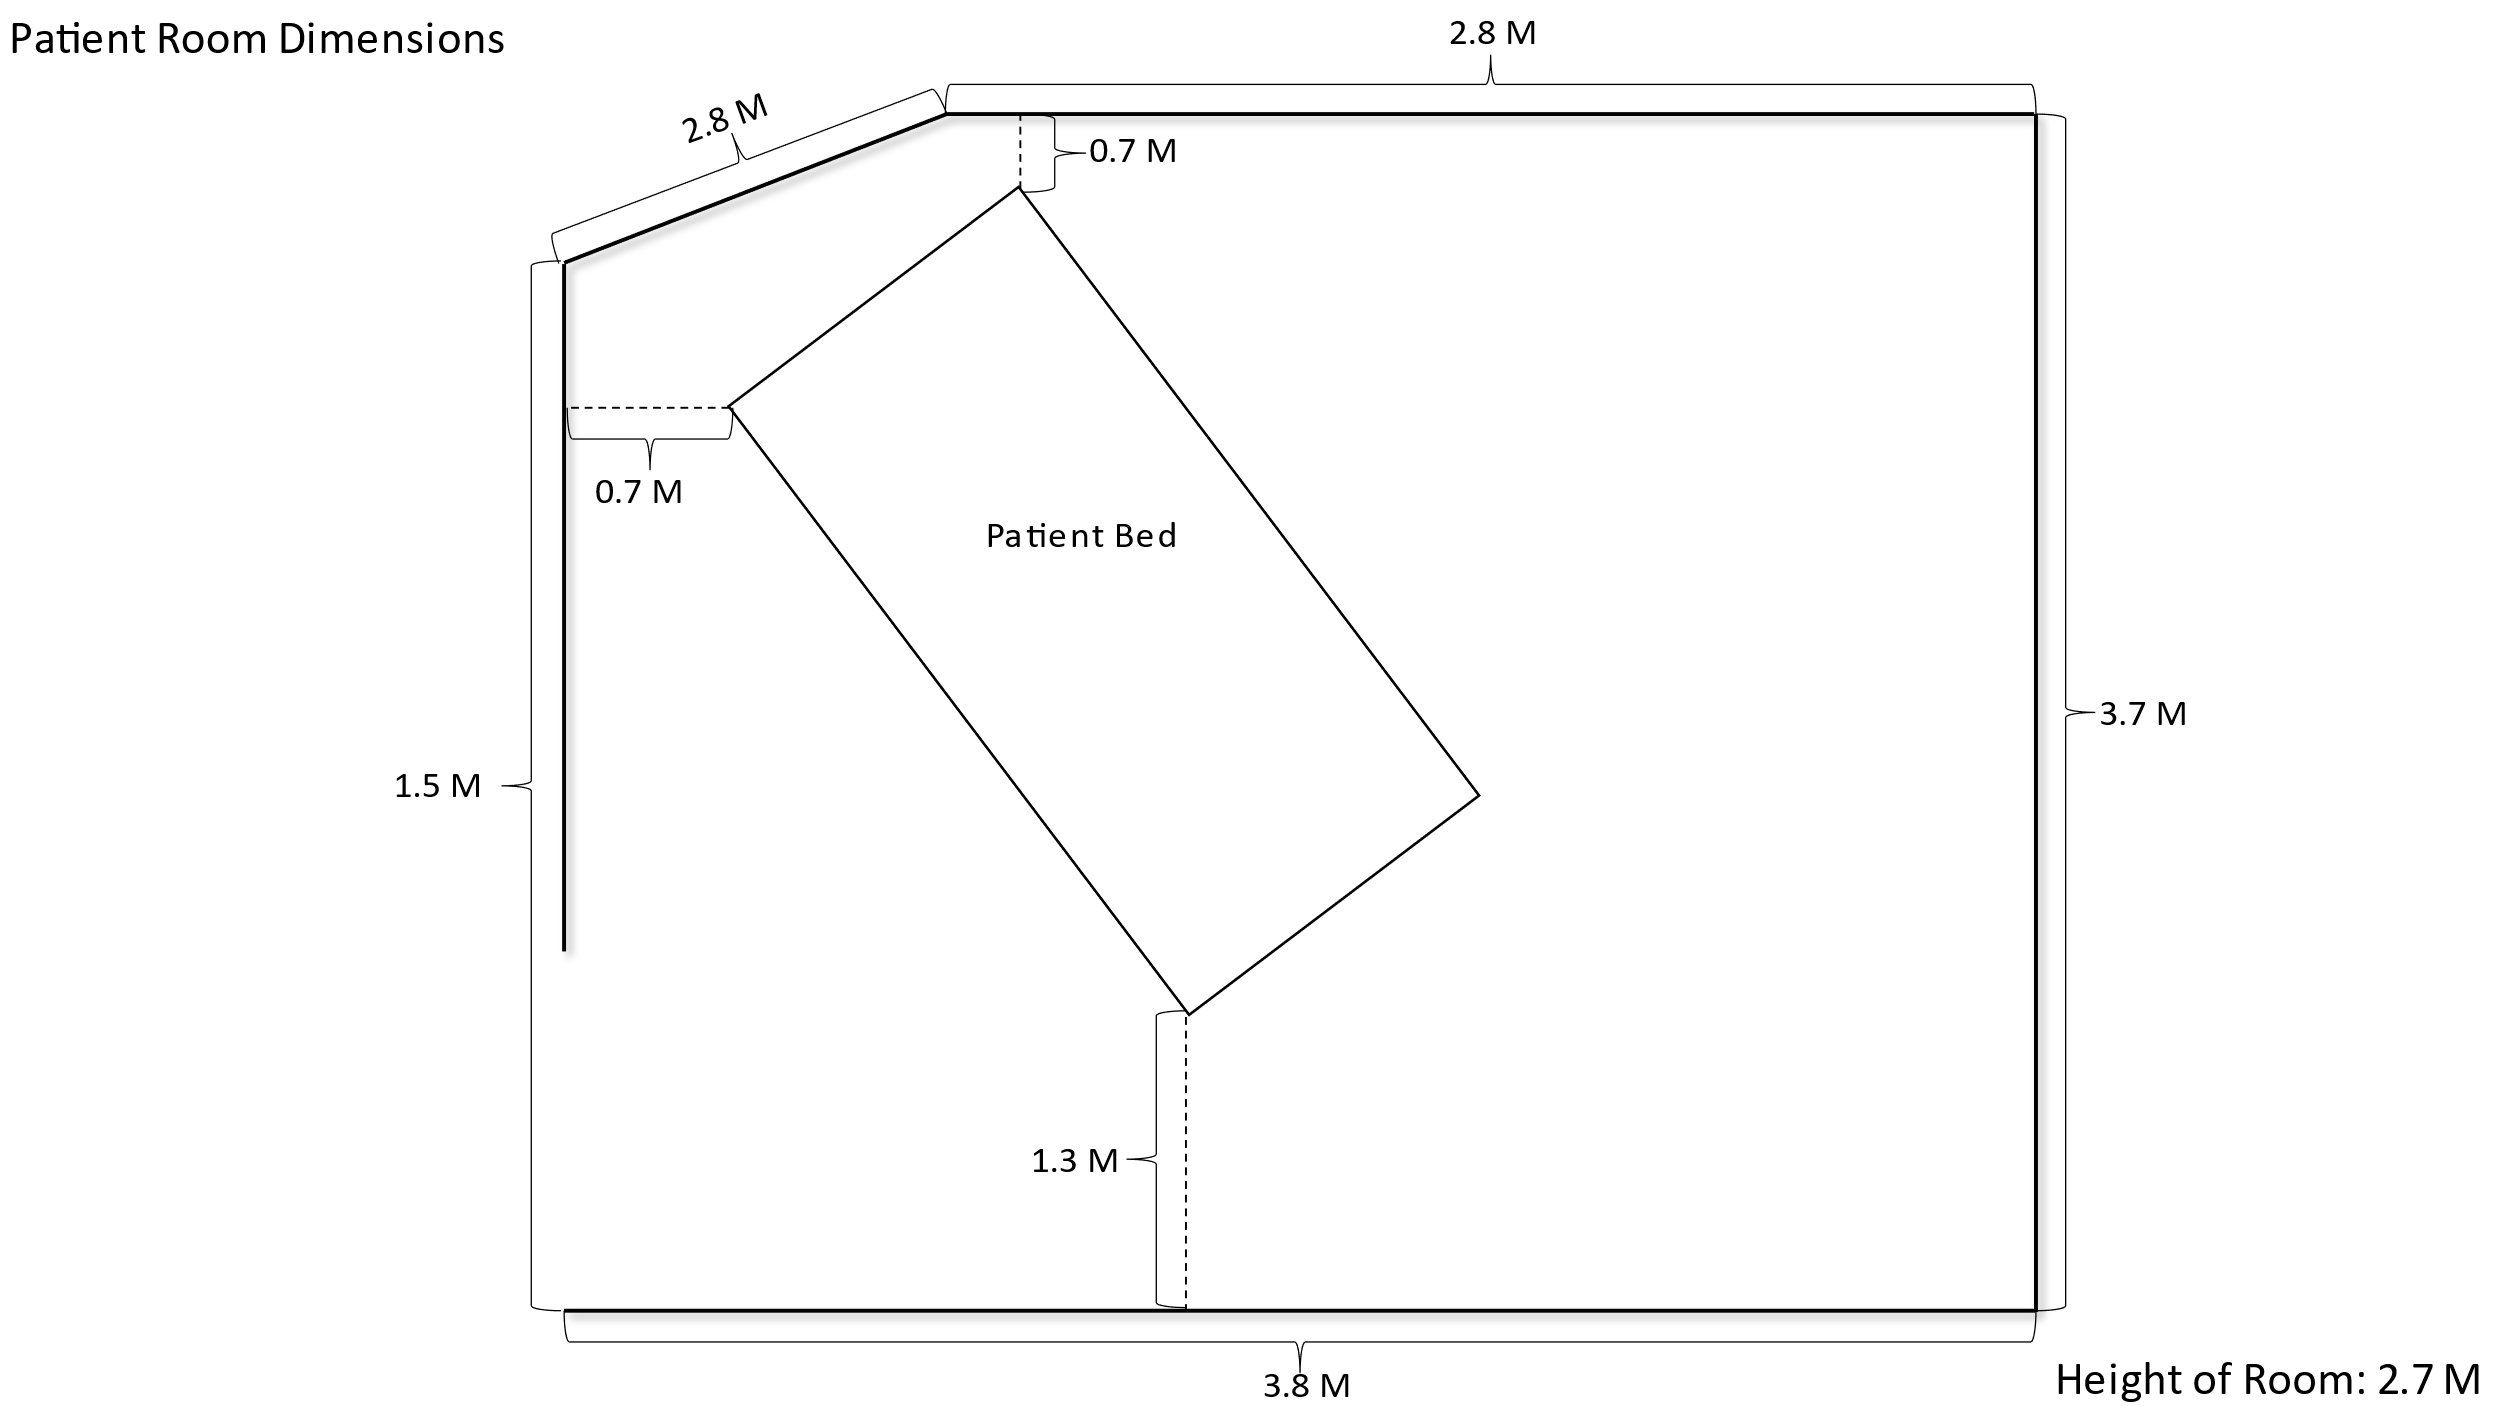 Patient Room Dimensions
2.8 M
2.8 M
0.7 M
0.7 M
Patient Bed
3.7 M
1.5 M
1.3 M
Height of Room: 2.7 M
3.8 M